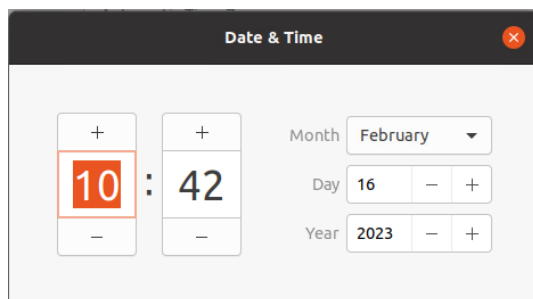 Date & Time
+ +
10 : 42
− −
Month February
Day 16 − +
Year 2023 − +